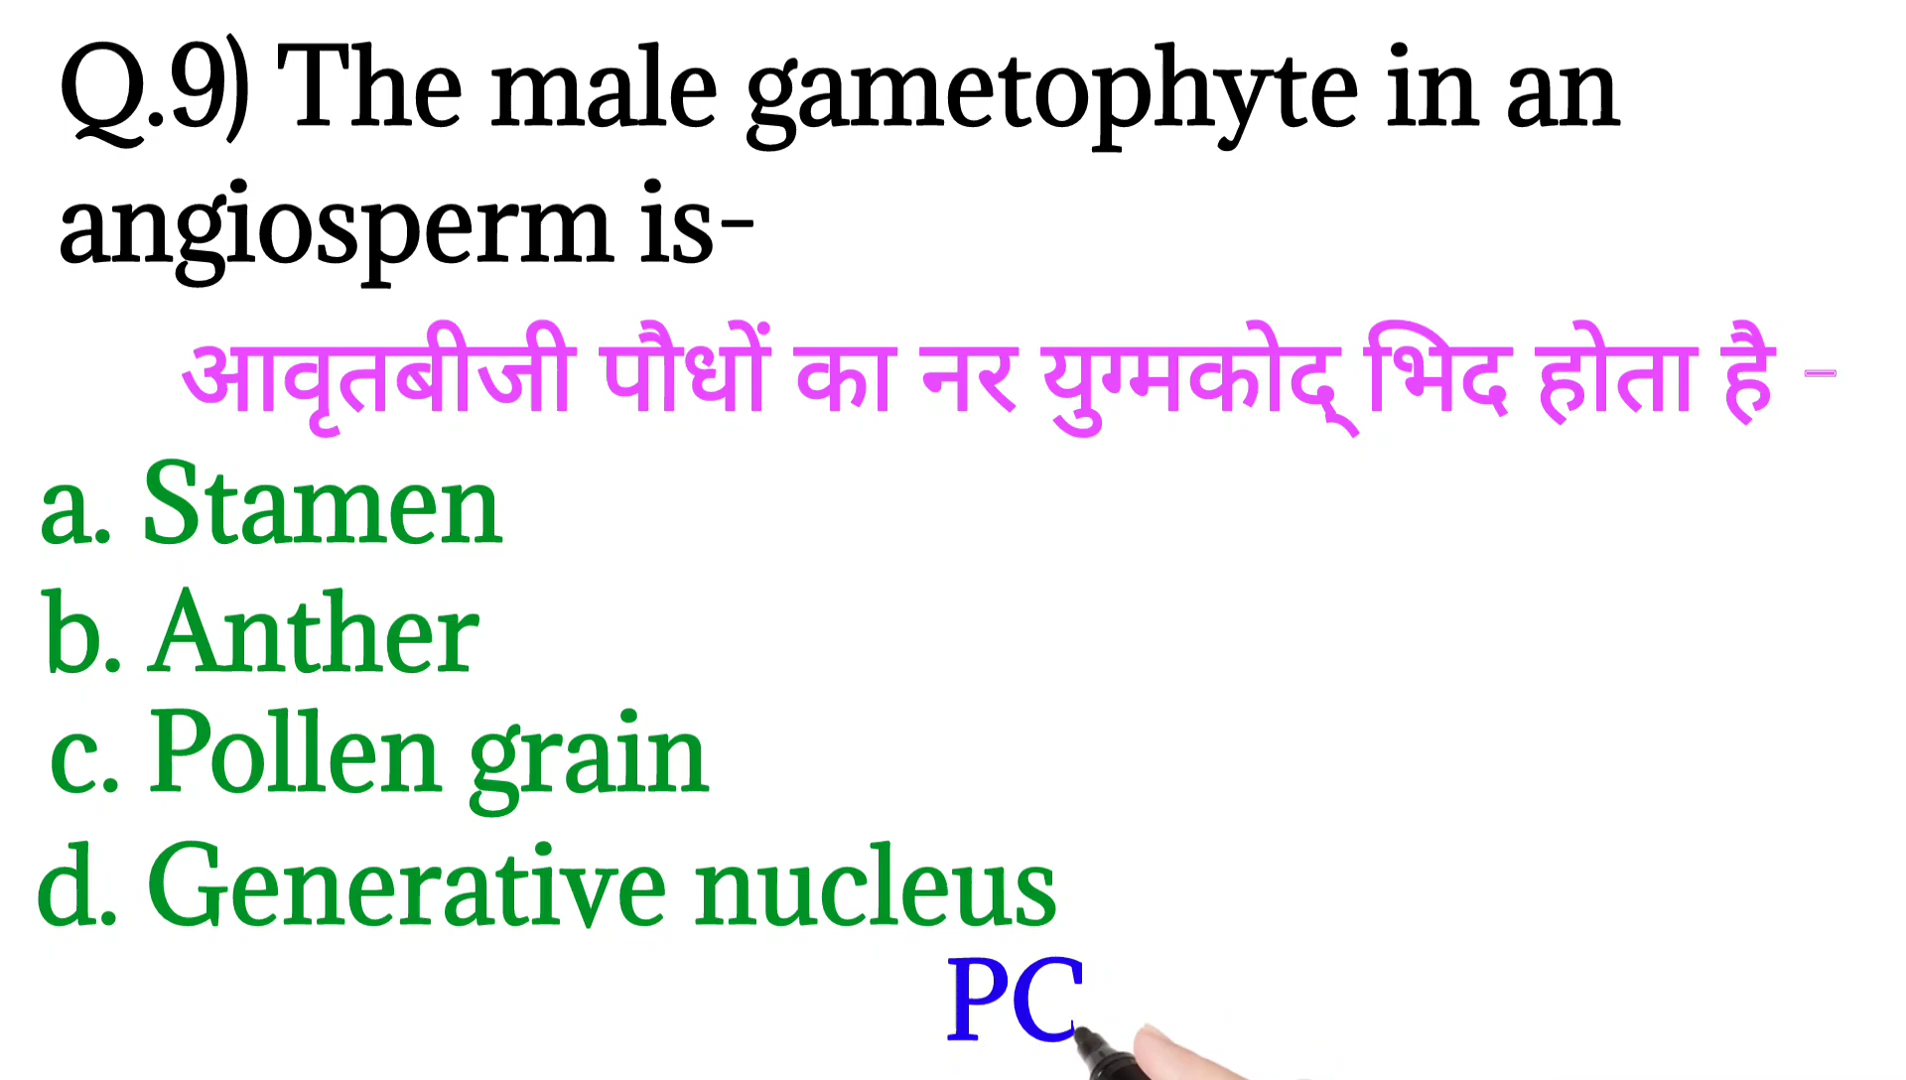 Q.9) The male gametophyte in an
angiosperm is-
आवृतबीजी पौधों का नर युग्मकोद् भिद होता है –
a. Stamen
b. Anther
c. Pollen grain
d. Generative nucleus
PC